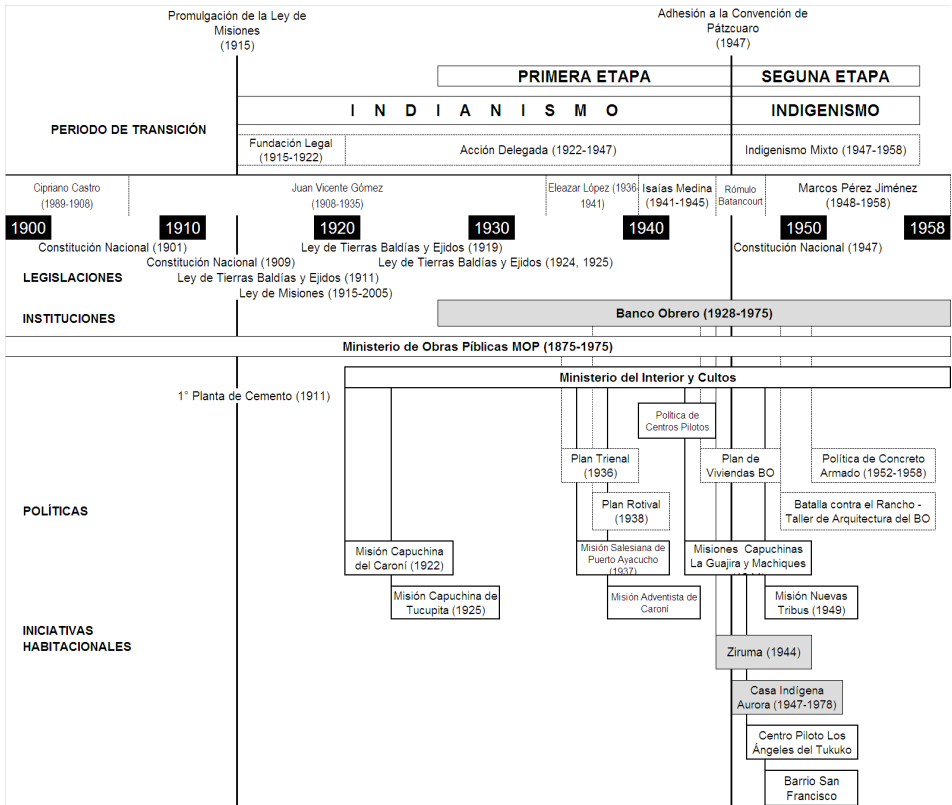 Promulgación de la Ley de
Misiones
(1915)
Adhesión a la Convención de
Pátzcuaro
(1947)
PRIMERA ETAPA
SEGUNA ETAPA
PERIODO DE TRANSICIÓN
I N D I A N I S M O
INDIGENISMO
Fundación Legal
(1915-1922)
Acción Delegada (1922-1947)
Indigenismo Mixto (1947-1958)
Cipriano Castro
(1989-1908)
Juan Vicente Gómez
(1908-1935)
Eleazar López (1936-
1941)
Isaías Medina
(1941-1945)
Rómulo
Batancourt
Marcos Pérez Jiménez
(1948-1958)
1900
1910
1920
1930
1940
1950
1958
Constitución Nacional (1901)
Ley de Tierras Baldías y Ejidos (1919)
Constitución Nacional (1947)
Constitución Nacional (1909)
Ley de Tierras Baldías y Ejidos (1924, 1925)
LEGISLACIONES
Ley de Tierras Baldías y Ejidos (1911)
Ley de Misiones (1915-2005)
INSTITUCIONES
Banco Obrero (1928-1975)
Ministerio de Obras Píblicas MOP (1875-1975)
Ministerio del Interior y Cultos
1° Planta de Cemento (1911)
Política de
Centros Pilotos
Plan Trienal
(1936)
Plan de
Viviendas BO
Política de Concreto
Armado (1952-1958)
POLÍTICAS
Plan Rotival
(1938)
Batalla contra el Rancho -
Taller de Arquitectura del BO
Misión Capuchina
del Caroní (1922)
Misión Salesiana de
Puerto Ayacucho
(1937)
Misiones Capuchinas
La Guajira y Machiques
Misión Capuchina de
Tucupita (1925)
Misión Adventista de
Caroní
Misión Nuevas
Tribus (1949)
INICIATIVAS
HABITACIONALES
Ziruma (1944)
Casa Indígena
Aurora (1947-1978)
Centro Piloto Los
Ángeles del Tukuko
Barrio San
Francisco